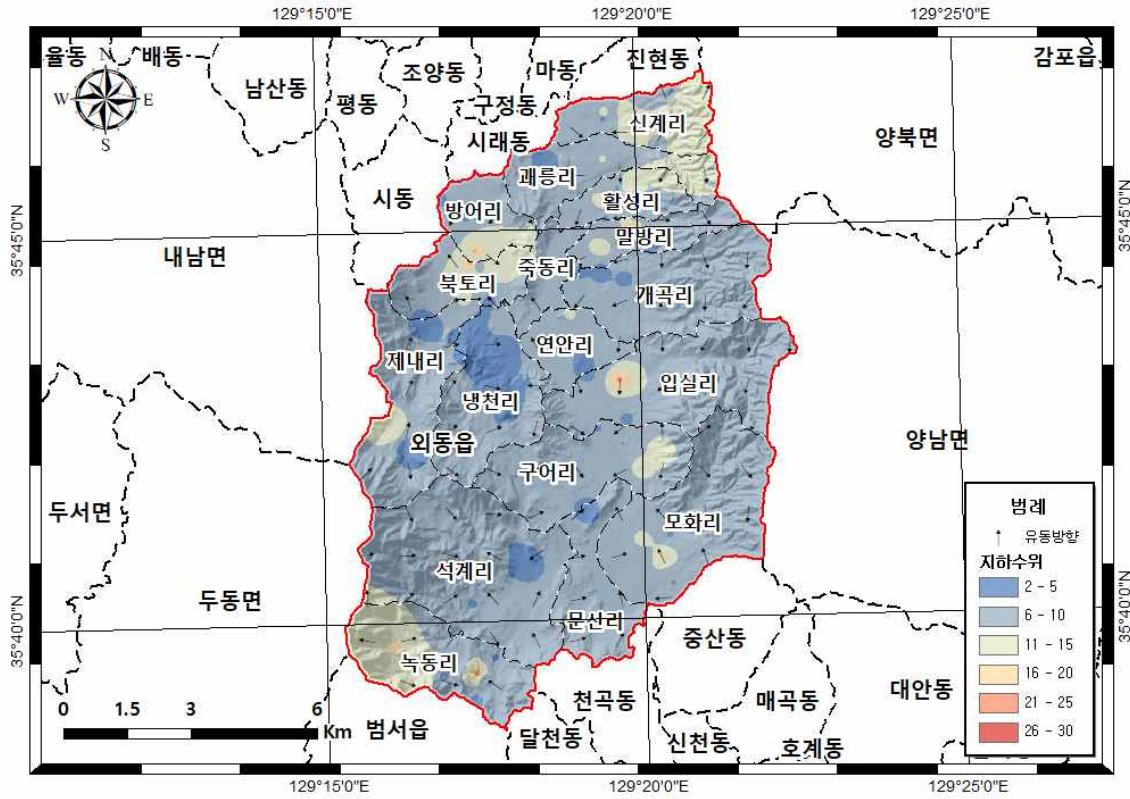 129°15'0"E
129°20'0"E
129°25'0"E
율동
배동
남산동
평동
조양동
구정동
마동
진현동
감포읍
N
W
E
S
시래동
신계리
양북면
괘릉리
시동
방어리
활성리
35°45'0"N
35°45'0"N
내남면
말방리
죽동리
북토리
개곡리
제내리
연안리
입실리
냉천리
외동읍
구어리
양남면
두서면
모화리
석계리
두동면
문산리
35°40'0"N
35°40'0"N
녹동리
중산동
매곡동
대안동
천곡동
범서읍
달천동
신천동
호계동
0 1.5 3 6
Km
범례
유동방향
지하수위
2 - 5
6 - 10
11 - 15
16 - 20
21 - 25
26 - 30
129°15'0"E
129°20'0"E
129°25'0"E